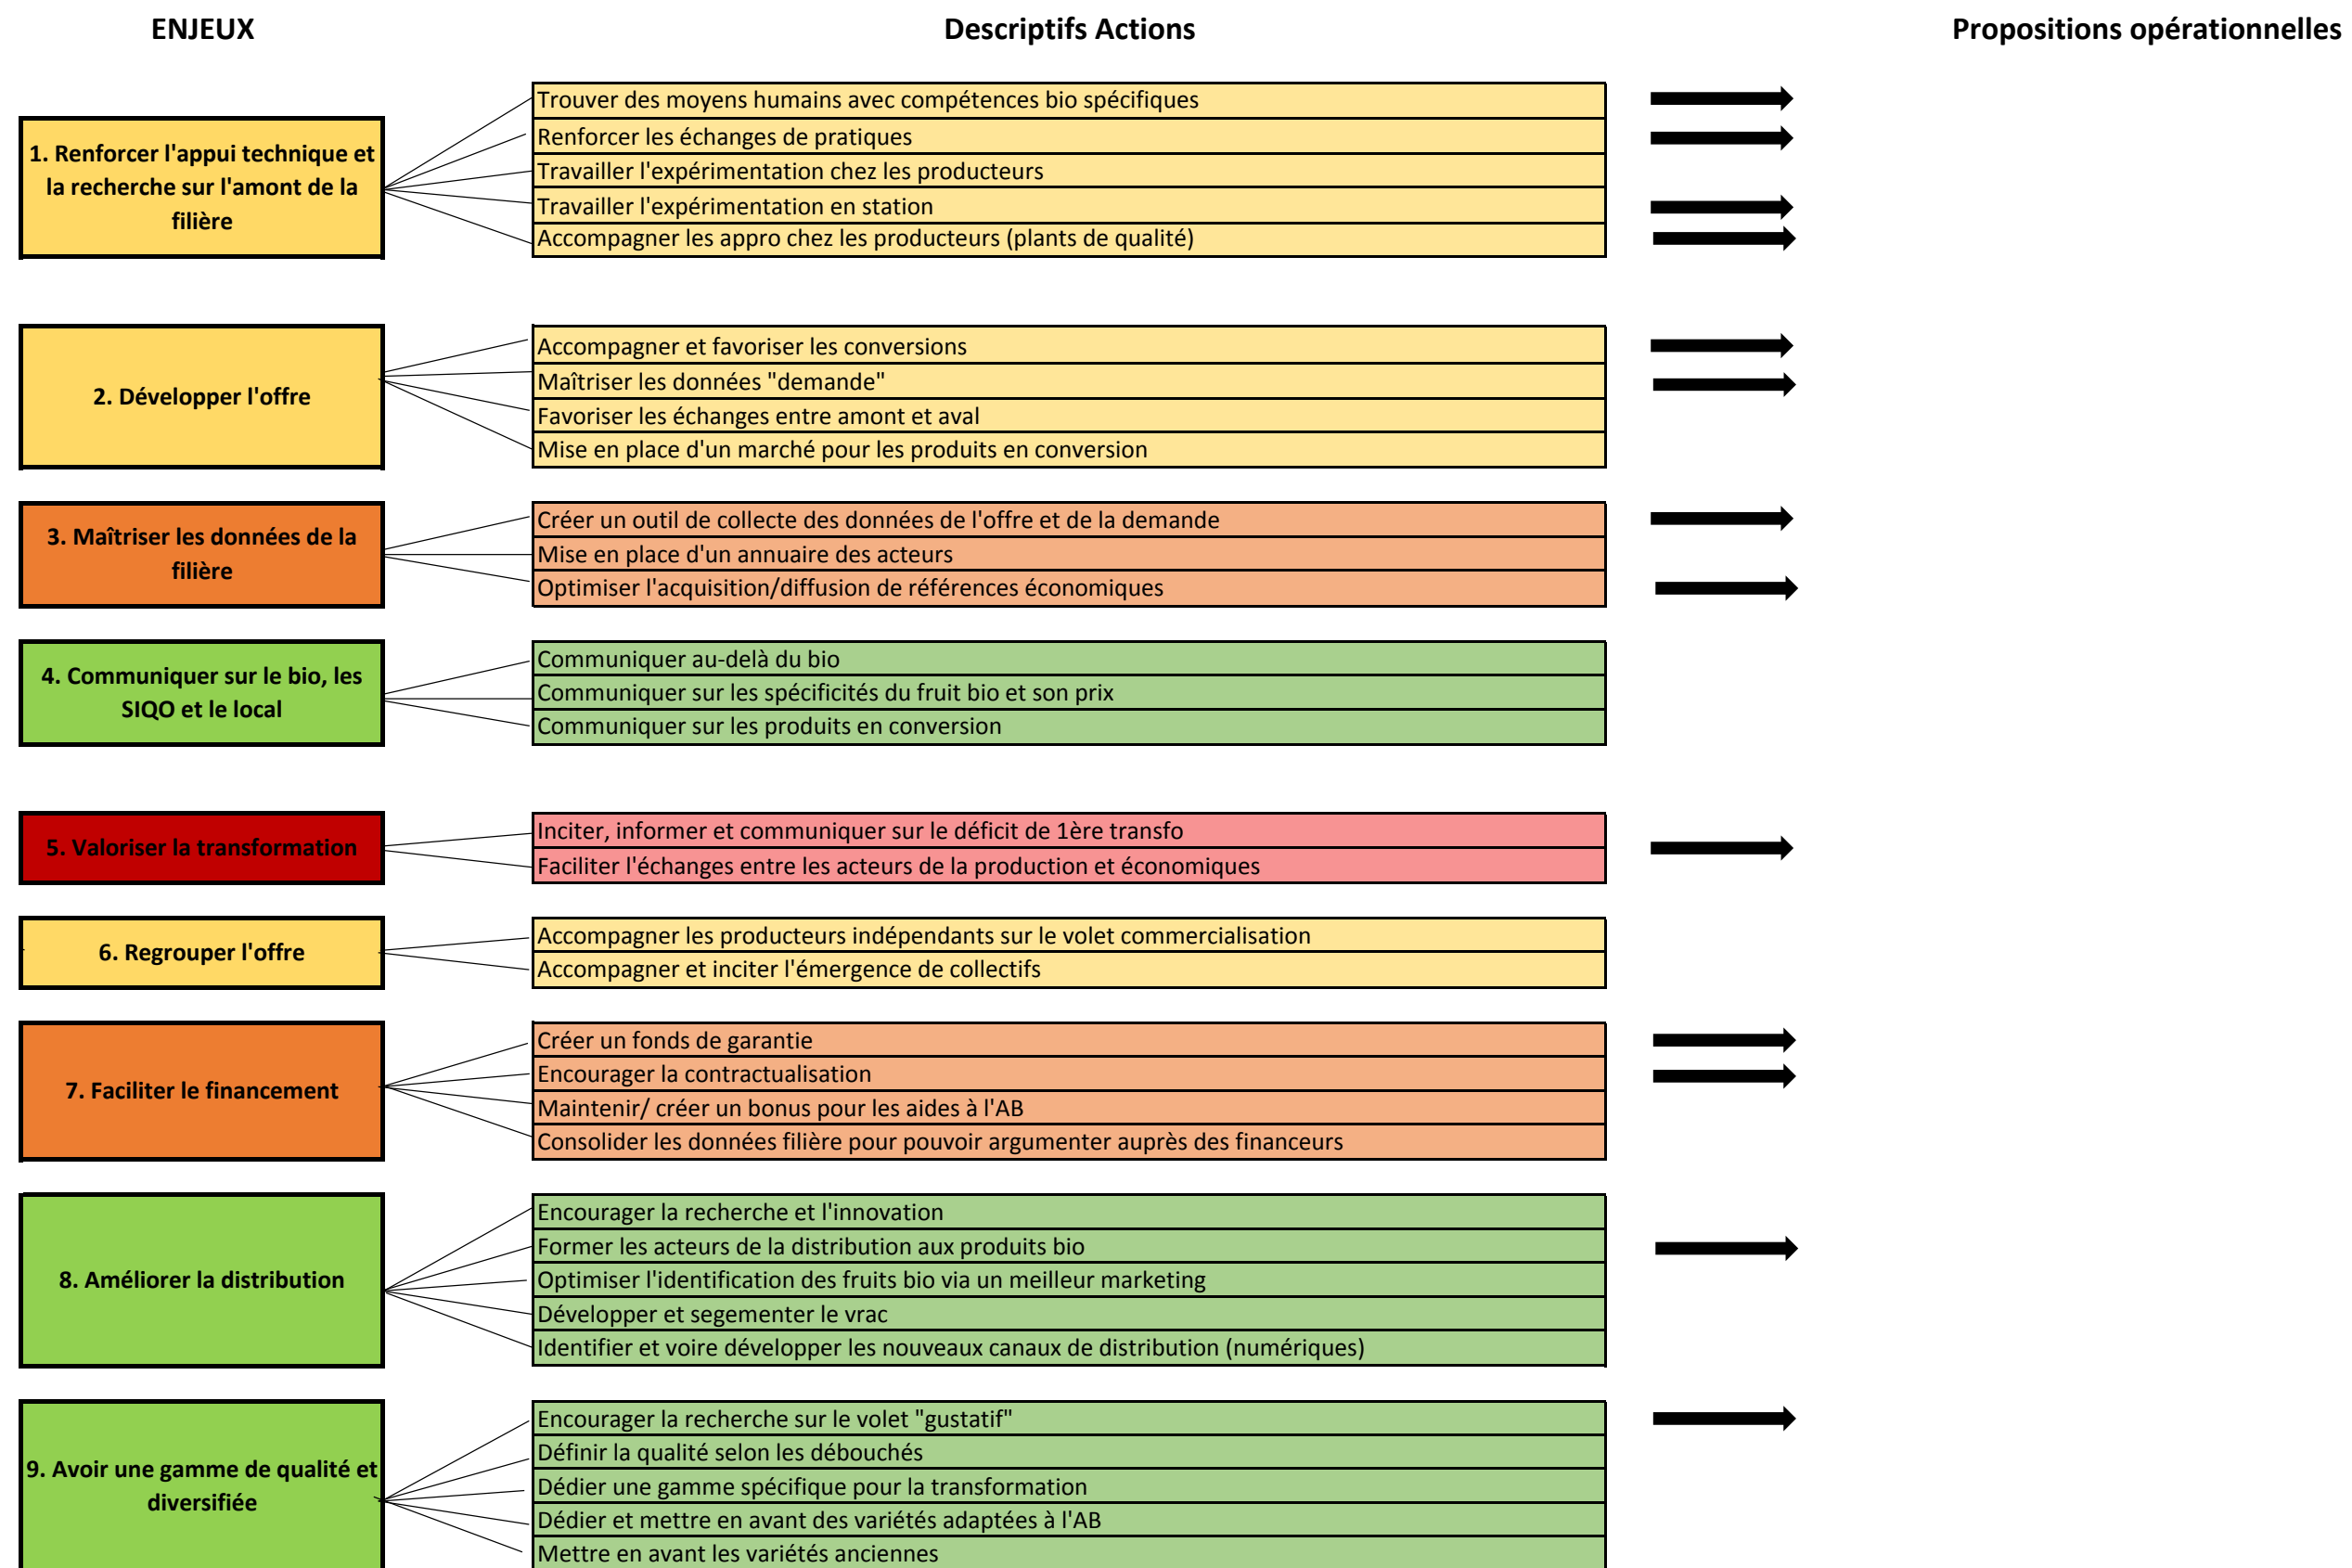 ENJEUX
Descriptifs Actions
Propositions opérationnelles
1. Renforcer l'appui technique et
la recherche sur l'amont de la
filière
Trouver des moyens humains avec compétences bio spécifiques
Renforcer les échanges de pratiques
Travailler l'expérimentation chez les producteurs
Travailler l'expérimentation en station
Accompagner les appro chez les producteurs (plants de qualité)
2. Développer l'offre
Accompagner et favoriser les conversions
Maîtriser les données "demande"
Favoriser les échanges entre amont et aval
Mise en place d'un marché pour les produits en conversion
3. Maîtriser les données de la
filière
Créer un outil de collecte des données de l'offre et de la demande
Mise en place d'un annuaire des acteurs
Optimiser l'acquisition/diffusion de références économiques
4. Communiquer sur le bio, les
SIQO et le local
Communiquer au-delà du bio
Communiquer sur les spécificités du fruit bio et son prix
Communiquer sur les produits en conversion
5. Valoriser la transformation
Inciter, informer et communiquer sur le déficit de 1ère transfo
Faciliter l'échanges entre les acteurs de la production et économiques
6. Regrouper l'offre
Accompagner les producteurs indépendants sur le volet commercialisation
Accompagner et inciter l'émergence de collectifs
7. Faciliter le financement
Créer un fonds de garantie
Encourager la contractualisation
Maintenir/ créer un bonus pour les aides à l'AB
Consolider les données filière pour pouvoir argumenter auprès des financeurs
8. Améliorer la distribution
Encourager la recherche et l'innovation
Former les acteurs de la distribution aux produits bio
Optimiser l'identification des fruits bio via un meilleur marketing
Développer et segementer le vrac
Identifier et voire développer les nouveaux canaux de distribution (numériques)
9. Avoir une gamme de qualité et
diversifiée
Encourager la recherche sur le volet "gustatif"
Définir la qualité selon les débouchés
Dédier une gamme spécifique pour la transformation
Dédier et mettre en avant des variétés adaptées à l'AB
Mettre en avant les variétés anciennes